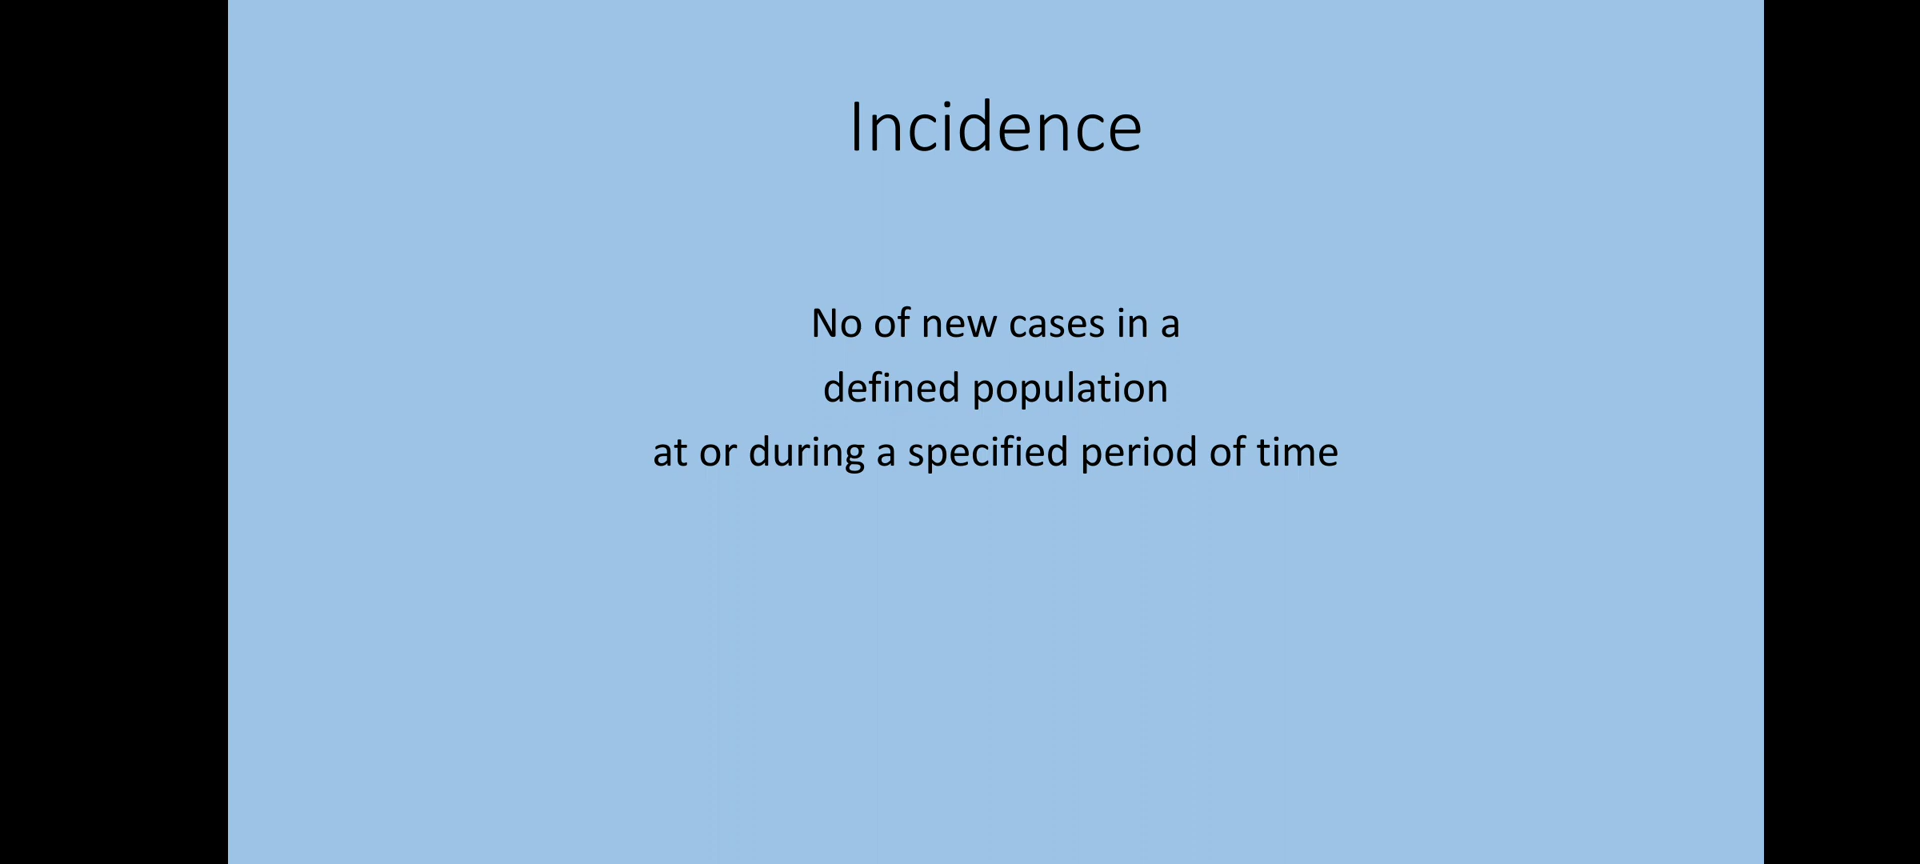 Incidence
No of new cases in a
defined population
at or during a specified period of time